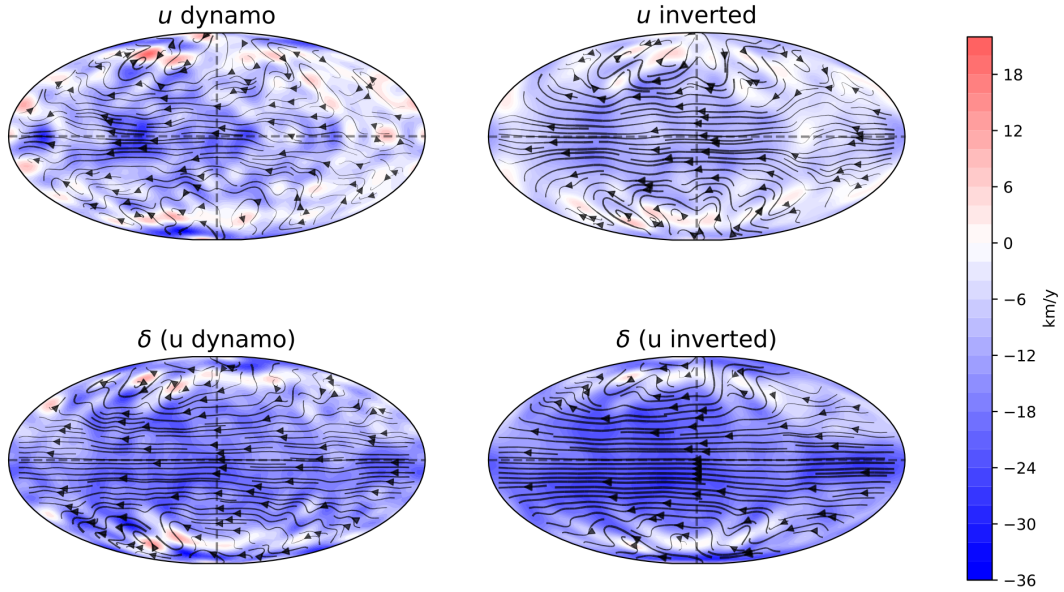 u dynamo
u inverted
δ (u dynamo)
δ (u inverted)
18
12
6
0
−6
−12
−18
−24
−30
−36
km/y